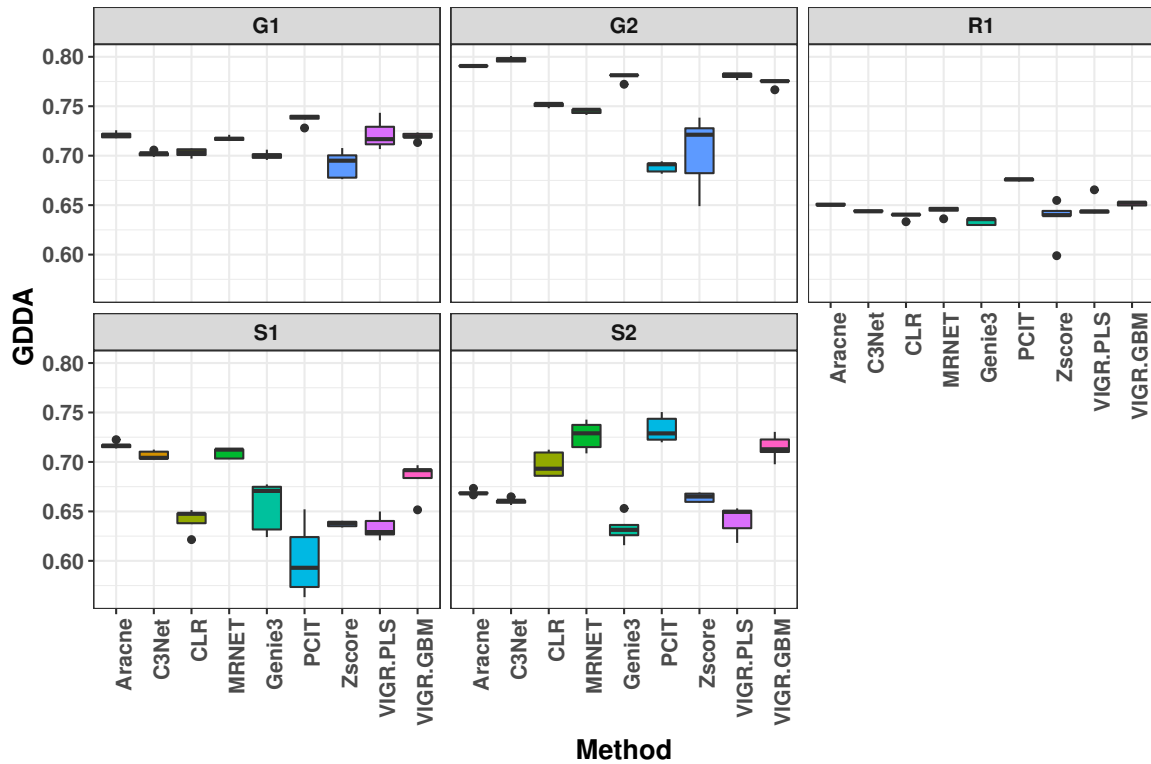 G1
G2
R1
0.80
0.75
0.70
0.65
0.60
Aracne
C3Net
CLR
MRNET
Genie3
PCIT
Zscore
VIGR.PLS
VIGR.GBM
GDDA
S1
S2
0.80
0.75
0.70
0.65
0.60
Aracne
C3Net
CLR
MRNET
Genie3
PCIT
Zscore
VIGR.PLS
VIGR.GBM
Aracne
C3Net
CLR
MRNET
Genie3
PCIT
Zscore
VIGR.PLS
VIGR.GBM
Method